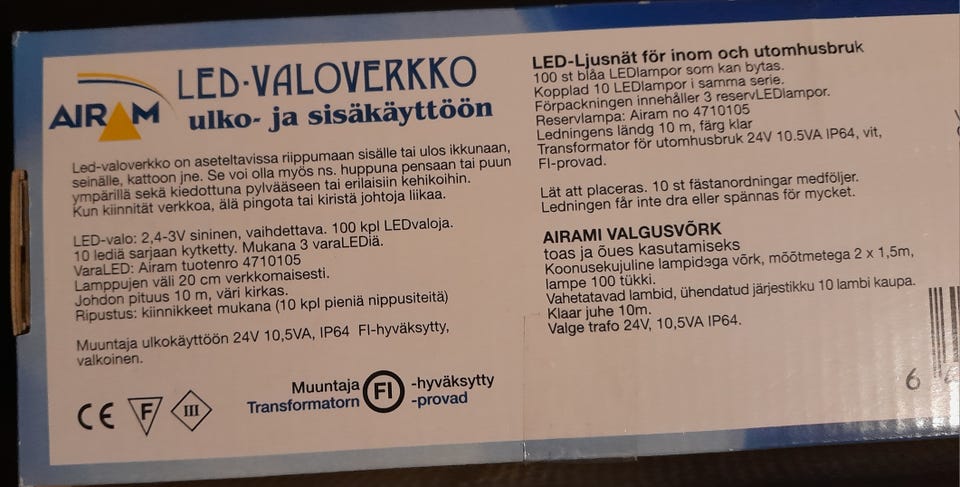 AIRAM
LED-VALOVERKKO
ulko- ja sisäkäyttöön
Led-valoverkko on aseteltavissa riippumaan sisälle tai ulos ikkunaan,
seinälle, kattoon jne. Se voi olla myös ns. huppuna pensaan tai puun
ympärillä sekä kiedottuna pylvääseen tai erilaisiin kehikoihin.
Kun kiinnität verkkoa, älä pingota tai kiristä johtoja liikaa.
LED-valo: 2,4-3V sininen, vaihdettava. 100 kpl LEDvaloja.
10 lediä sarjaan kytketty. Mukana 3 varaLEDiä.
VaraLED: Airam tuotenro 4710105
Lamppujen väli 20 cm verkkomaisesti.
Johdon pituus 10 m, väri kirkas.
Ripustus: kiinnikkeet mukana (10 kpl pieniä nippusiteitä)
Muuntaja ulkokäyttöön 24V 10,5VA, IP64 FI-hyväksytty,
valkoinen.
CE F III
Muuntaja FI -hyväksytty
Transformatorn -provad
LED-Ljusnät för inom och utomhusbruk
100 st blåa LEDlampor som kan bytas.
Kopplad 10 LEDlampor i samma serie.
Förpackningen innehåller 3 reservLEDlampor.
Reservlampa: Airam no 4710105
Ledningens ländg 10 m, färg klar
Transformator för utomhusbruk 24V 10.5VA IP64, vit,
FI-provad.
Lät att placeras. 10 st fästanordningar medföljer.
Ledningen får inte dra eller spännas för mycket.
AIRAMI VALGUSVÕRK
toas ja õues kasutamiseks
Koonusekujuline lampidega võrk, mõõtmetega 2 x 1,5m,
lampe 100 tükki.
Vahetatavad lambid, ühendatud järjestikku 10 lambi kaupa.
Klaar juhe 10m.
Valge trafo 24V, 10,5VA IP64.
6